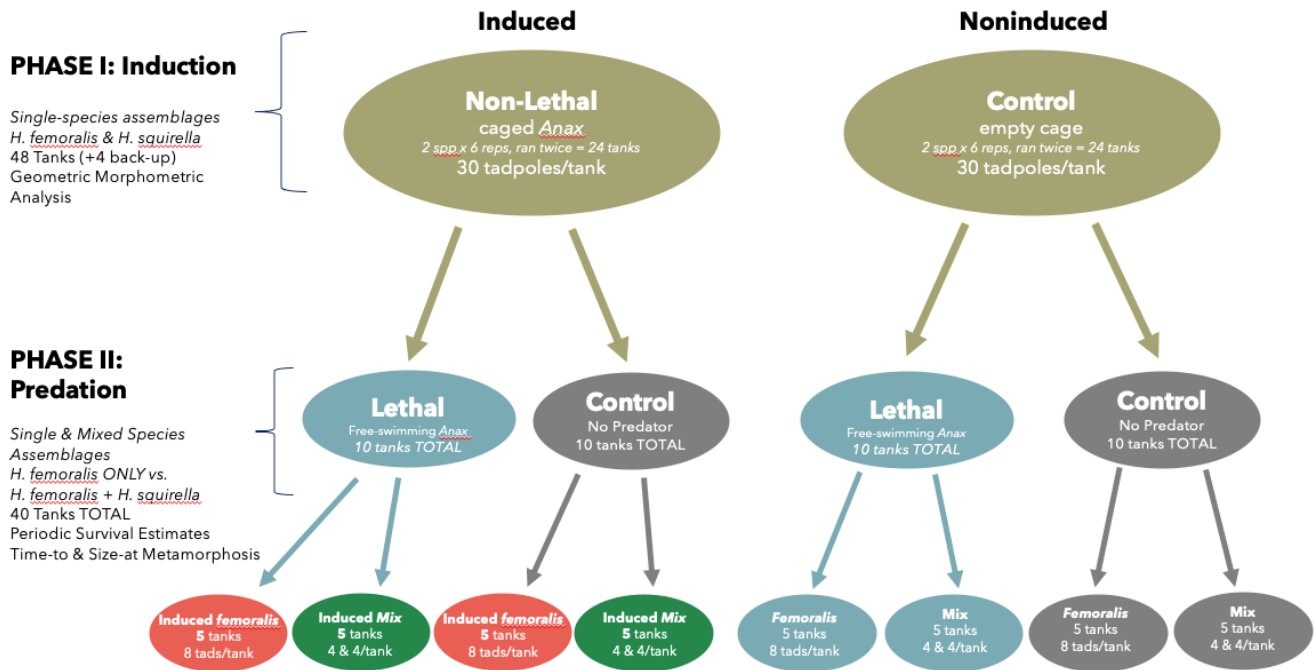 Induced
Noninduced
PHASE I: Induction
Single-species assemblages
H. femoralis & H. squirella
48 Tanks (+4 back-up)
Geometric Morphometric
Analysis
Non-Lethal
caged Anax
2 spp x 6 reps, ran twice = 24 tanks
30 tadpoles/tank
Control
empty cage
2 spp x 6 reps, ran twice = 24 tanks
30 tadpoles/tank
PHASE II:
Predation
Single & Mixed Species
Assemblages
H. femoralis ONLY vs.
H. femoralis + H. squirella
40 Tanks TOTAL
Periodic Survival Estimates
Time-to & Size-at Metamorphosis
Lethal
Free-swimming Anax
10 tanks TOTAL
Control
No Predator
10 tanks TOTAL
Lethal
Free-swimming Anax
10 tanks TOTAL
Control
No Predator
10 tanks TOTAL
Induced femoralis
5 tanks
8 tads/tank
Induced Mix
5 tanks
4 & 4/tank
Induced femoralis
5 tanks
8 tads/tank
Induced Mix
5 tanks
4 & 4/tank
Femoralis
5 tanks
8 tads/tank
Mix
5 tanks
4 & 4/tank
Femoralis
5 tanks
8 tads/tank
Mix
5 tanks
4 & 4/tank